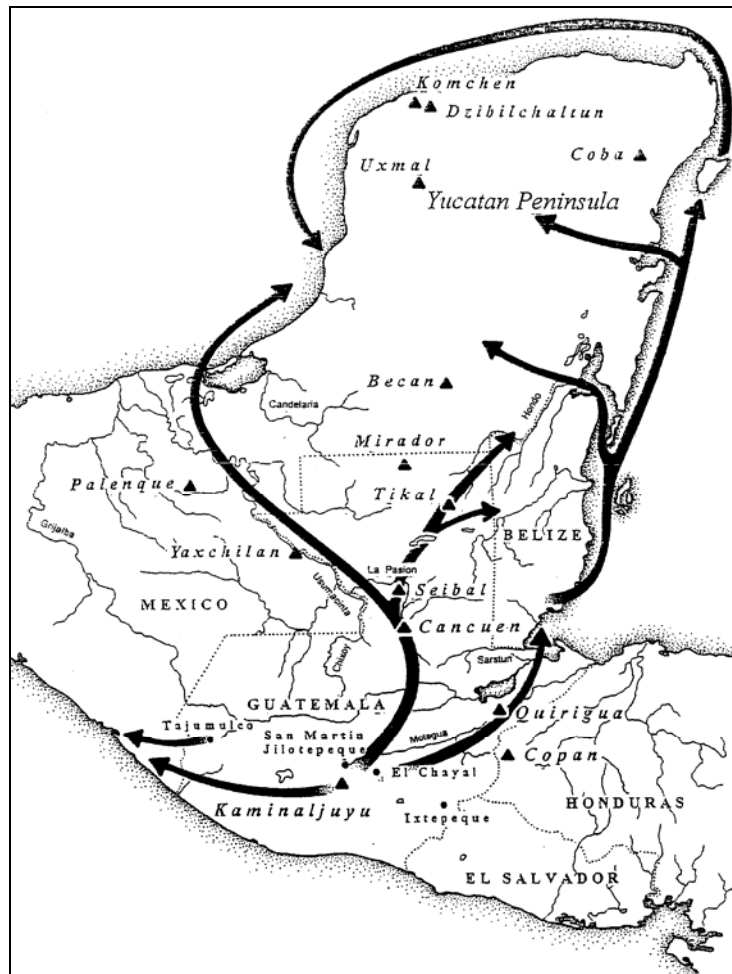 Komchen
Dzibilchaltun
Coba
Uxmal
Yucatan Peninsula
Becan
Candelaria
Hondo
Mirador
Palenque
Tikal
Grijalba
BELIZE
Yaxchilan
La Pasion
Seibal
Usumacinta
MEXICO
Cancuen
Chixoy
Sarstun
GUATEMALA
Quirigua
Tajumulco
San Martin
Jilotepeque
Motagua
Copan
El Chayal
Kaminaljuyu
Ixtepeque
HONDURAS
EL SALVADOR